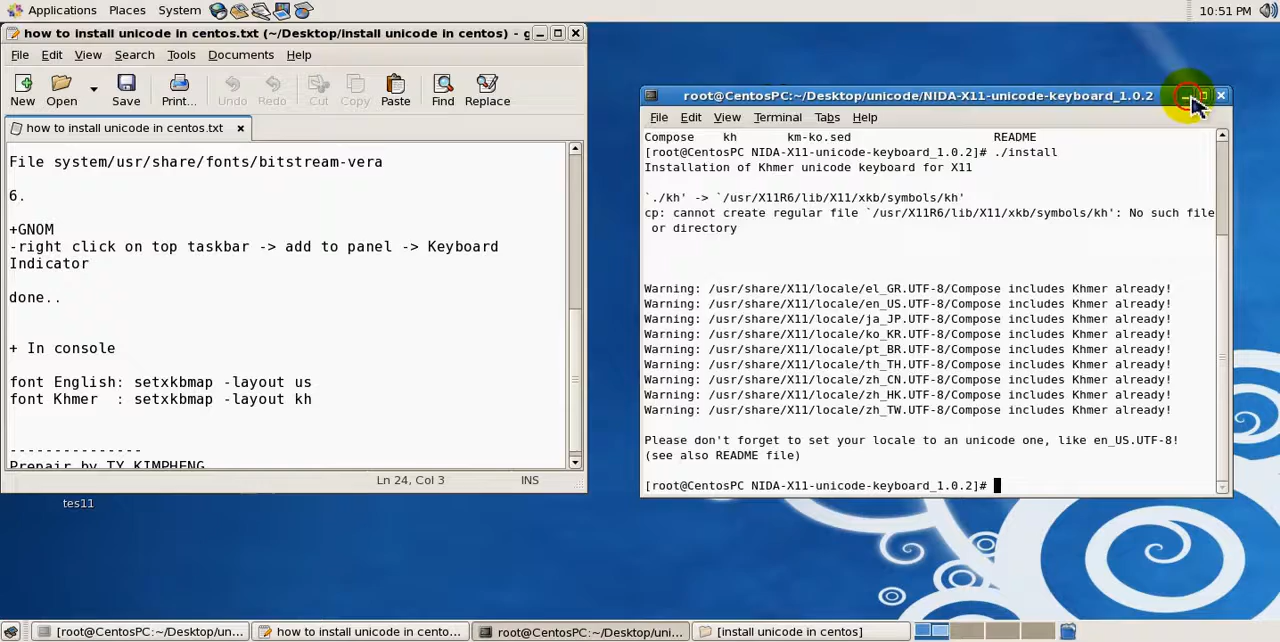 Applications Places System
10:51 PM
how to install unicode in centos.txt (~/Desktop/install unicode in centos) - g
File Edit View Search Tools Documents Help
New Open Save Print... Undo Redo Cut Copy Paste Find Replace
how to install unicode in centos.txt
File system/usr/share/fonts/bitstream-vera
6.
+GNOM
-right click on top taskbar -> add to panel -> Keyboard
Indicator
done..
+ In console
font English: setxkbmap -layout us
font Khmer  : setxkbmap -layout kh
---------------
Prepair by TY KIMPHENG
Ln 24, Col 3 INS
root@CentosPC:~/Desktop/unicode/NIDA-X11-unicode-keyboard_1.0.2
File Edit View Terminal Tabs Help
Compose kh km-ko.sed README
[root@CentosPC NIDA-X11-unicode-keyboard_1.0.2]# ./install
Installation of Khmer unicode keyboard for X11
`./kh' -> `/usr/X11R6/lib/X11/xkb/symbols/kh'
cp: cannot create regular file `/usr/X11R6/lib/X11/xkb/symbols/kh': No such file
or directory
Warning: /usr/share/X11/locale/el_GR.UTF-8/Compose includes Khmer already!
Warning: /usr/share/X11/locale/en_US.UTF-8/Compose includes Khmer already!
Warning: /usr/share/X11/locale/ja_JP.UTF-8/Compose includes Khmer already!
Warning: /usr/share/X11/locale/ko_KR.UTF-8/Compose includes Khmer already!
Warning: /usr/share/X11/locale/pt_BR.UTF-8/Compose includes Khmer already!
Warning: /usr/share/X11/locale/th_TH.UTF-8/Compose includes Khmer already!
Warning: /usr/share/X11/locale/zh_CN.UTF-8/Compose includes Khmer already!
Warning: /usr/share/X11/locale/zh_HK.UTF-8/Compose includes Khmer already!
Warning: /usr/share/X11/locale/zh_TW.UTF-8/Compose includes Khmer already!
Please don't forget to set your locale to an unicode one, like en_US.UTF-8!
(see also README file)
[root@CentosPC NIDA-X11-unicode-keyboard_1.0.2]#
tes11
[root@CentosPC:~/Desktop/un...
how to install unicode in cento...
root@CentosPC:~/Desktop/uni...
[install unicode in centos]